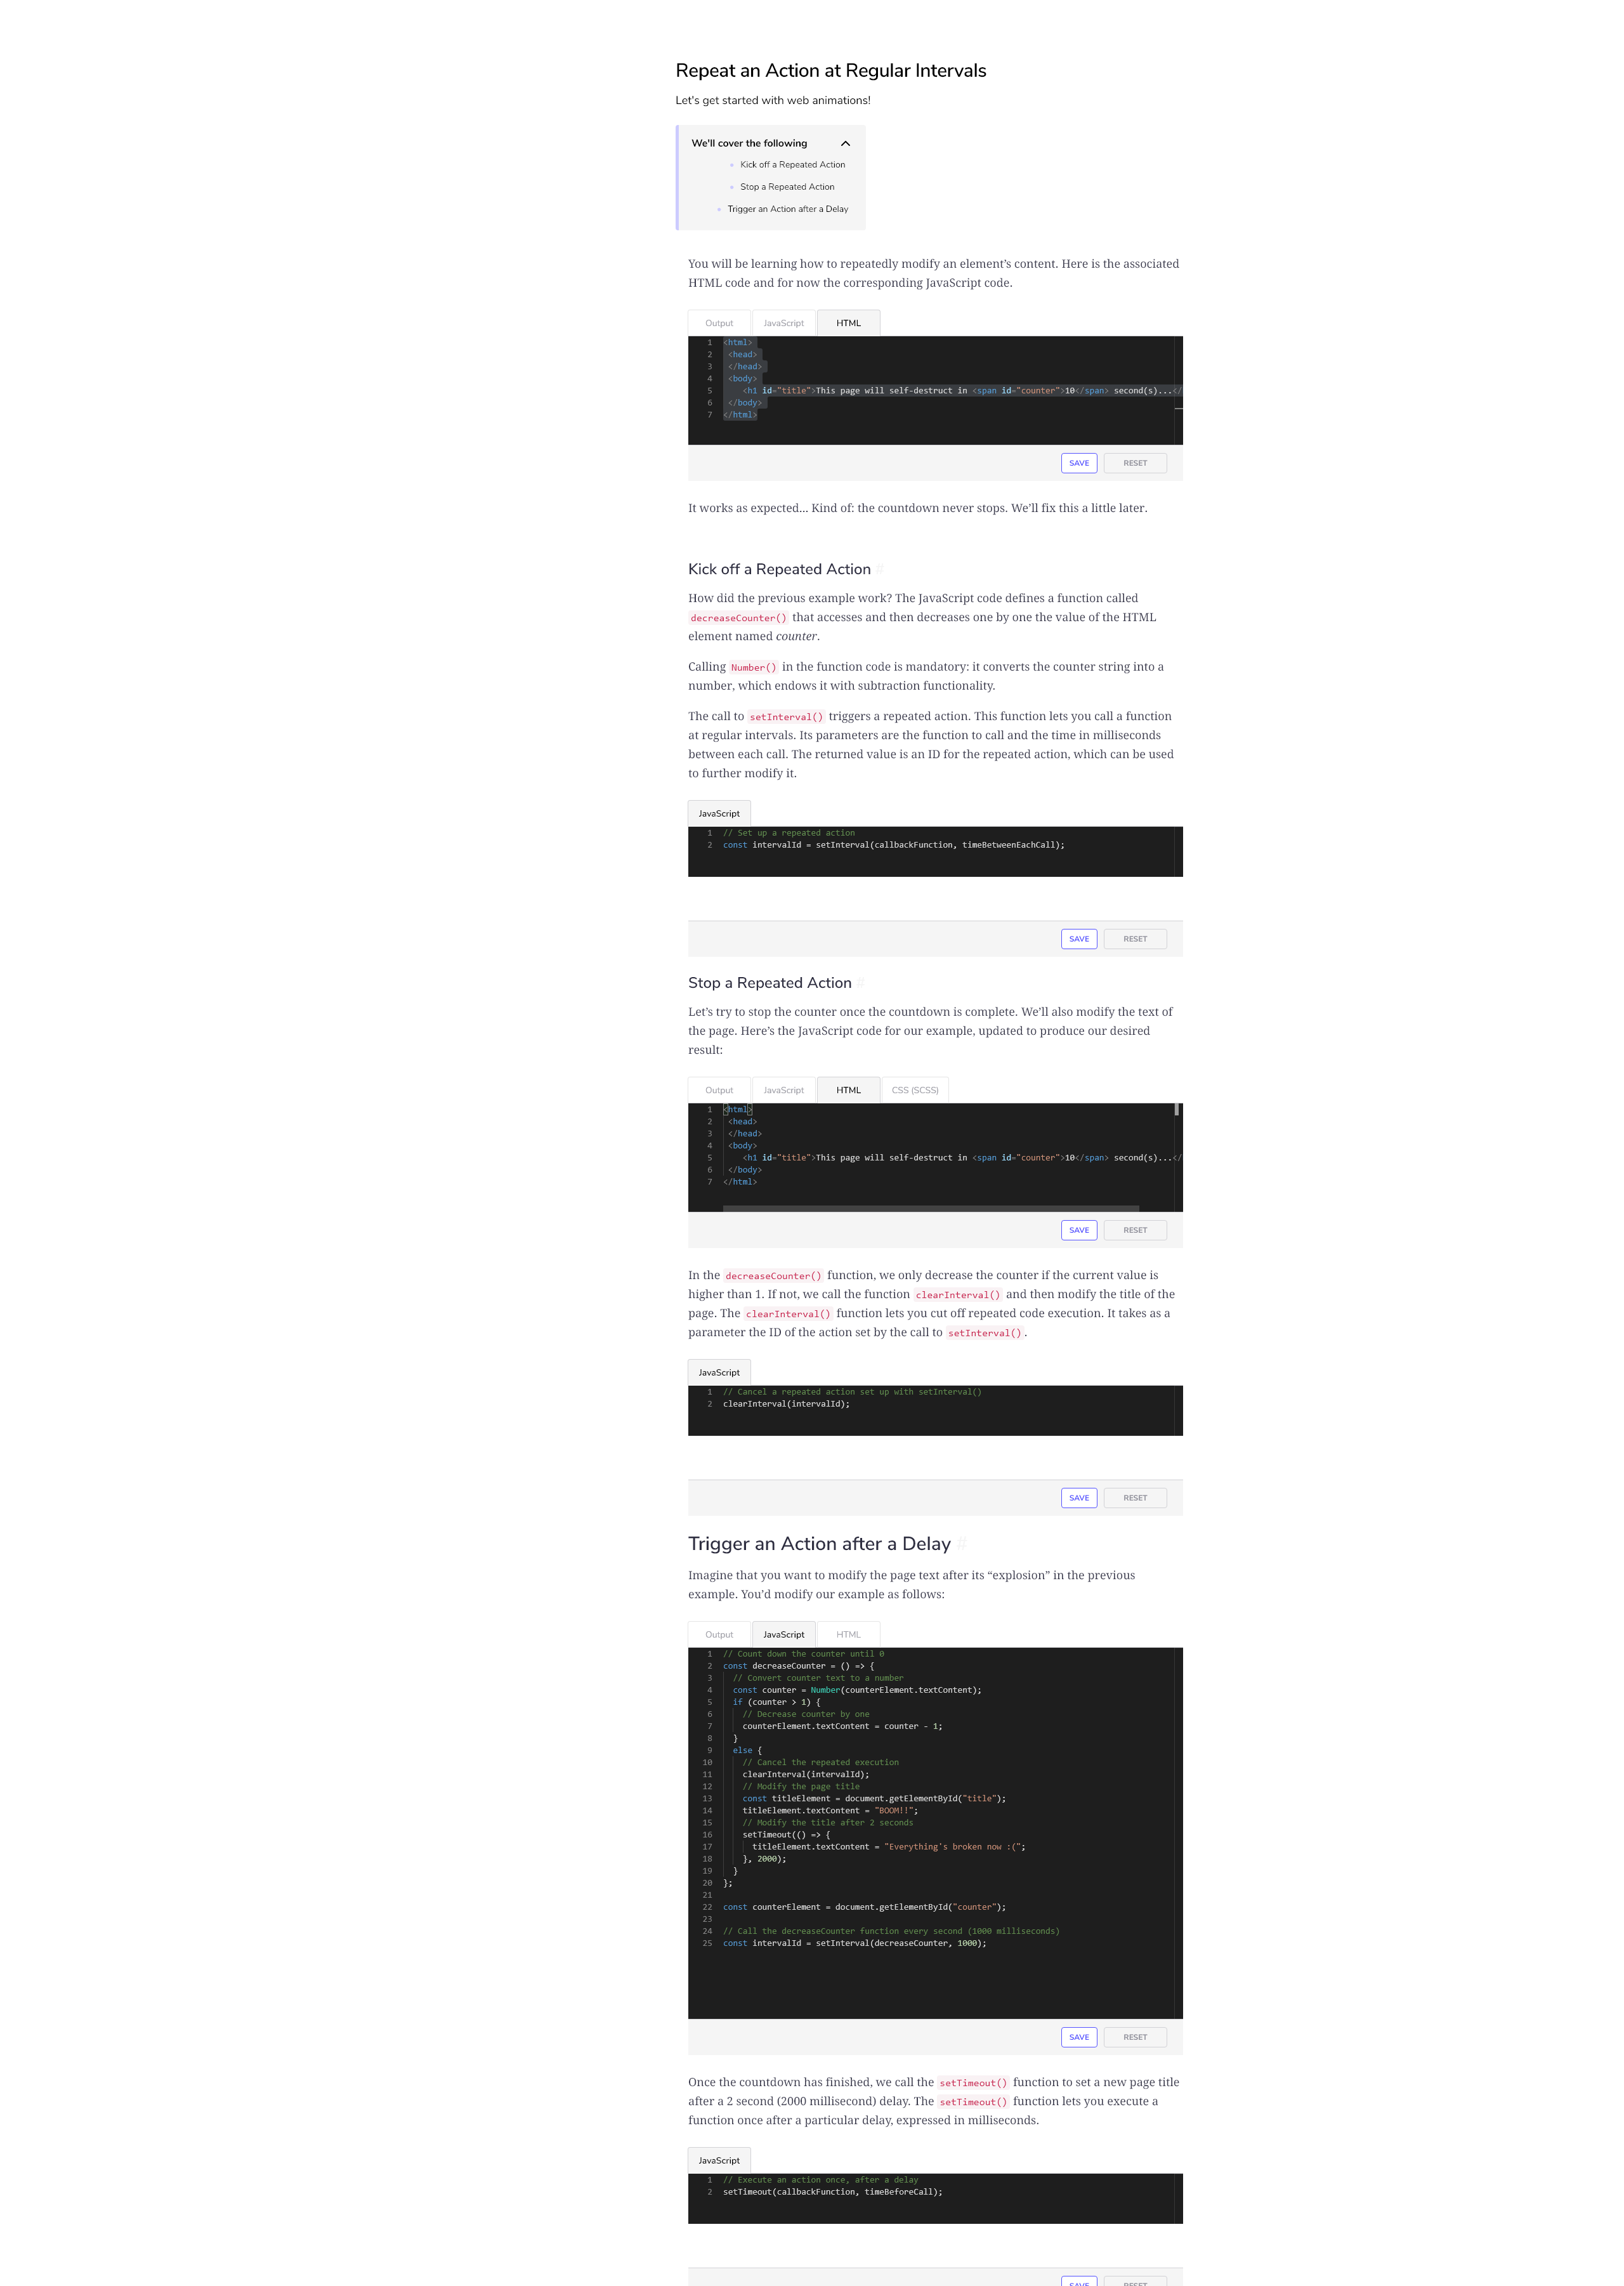 Repeat an Action at Regular Intervals
Let's get started with web animations!
We'll cover the following
Kick off a Repeated Action
Stop a Repeated Action
Trigger an Action after a Delay
You will be learning how to repeatedly modify an element’s content. Here is the associated
HTML code and for now the corresponding JavaScript code.
Output JavaScript HTML
1 <html>
2 <head>
3 </head>
4 <body>
5 <h1 id="title">This page will self-destruct in <span id="counter">10</span> second(s)...</
6 </body>
7 </html>
SAVE RESET
It works as expected... Kind of: the countdown never stops. We’ll fix this a little later.
Kick off a Repeated Action #
How did the previous example work? The JavaScript code defines a function called
decreaseCounter() that accesses and then decreases one by one the value of the HTML
element named counter.
Calling Number() in the function code is mandatory: it converts the counter string into a
number, which endows it with subtraction functionality.
The call to setInterval() triggers a repeated action. This function lets you call a function
at regular intervals. Its parameters are the function to call and the time in milliseconds
between each call. The returned value is an ID for the repeated action, which can be used
to further modify it.
JavaScript
1 // Set up a repeated action
2 const intervalId = setInterval(callbackFunction, timeBetweenEachCall);
SAVE RESET
Stop a Repeated Action #
Let’s try to stop the counter once the countdown is complete. We’ll also modify the text of
the page. Here’s the JavaScript code for our example, updated to produce our desired
result:
Output JavaScript HTML CSS (SCSS)
1 <html>
2 <head>
3 </head>
4 <body>
5 <h1 id="title">This page will self-destruct in <span id="counter">10</span> second(s)...</
6 </body>
7 </html>
SAVE RESET
In the decreaseCounter() function, we only decrease the counter if the current value is
higher than 1. If not, we call the function clearInterval() and then modify the title of the
page. The clearInterval() function lets you cut off repeated code execution. It takes as a
parameter the ID of the action set by the call to setInterval().
JavaScript
1 // Cancel a repeated action set up with setInterval()
2 clearInterval(intervalId);
SAVE RESET
Trigger an Action after a Delay #
Imagine that you want to modify the page text after its “explosion” in the previous
example. You’d modify our example as follows:
Output JavaScript HTML
1 // Count down the counter until 0
2 const decreaseCounter = () => {
3 // Convert counter text to a number
4 const counter = Number(counterElement.textContent);
5 if (counter > 1) {
6 // Decrease counter by one
7 counterElement.textContent = counter - 1;
8 }
9 else {
10 // Cancel the repeated execution
11 clearInterval(intervalId);
12 // Modify the page title
13 const titleElement = document.getElementById("title");
14 titleElement.textContent = "BOOM!!";
15 // Modify the title after 2 seconds
16 setTimeout(() => {
17 titleElement.textContent = "Everything's broken now :(";
18 }, 2000);
19 }
20 };
21
22 const counterElement = document.getElementById("counter");
23
24 // Call the decreaseCounter function every second (1000 milliseconds)
25 const intervalId = setInterval(decreaseCounter, 1000);
SAVE RESET
Once the countdown has finished, we call the setTimeout() function to set a new page title
after a 2 second (2000 millisecond) delay. The setTimeout() function lets you execute a
function once after a particular delay, expressed in milliseconds.
JavaScript
1 // Execute an action once, after a delay
2 setTimeout(callbackFunction, timeBeforeCall);
SAVE RESET